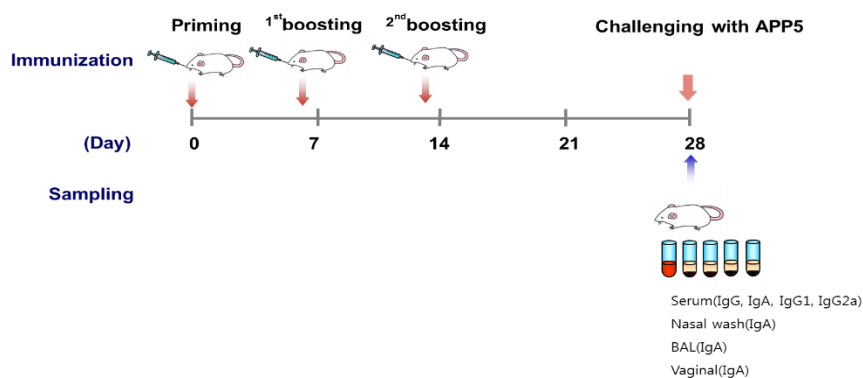 Priming 1st boosting 2nd boosting Challenging with APP5
Immunization
(Day) 0 7 14 21 28
Sampling
Serum(IgG, IgA, IgG1, IgG2a)
Nasal wash(IgA)
BAL(IgA)
Vaginal(IgA)